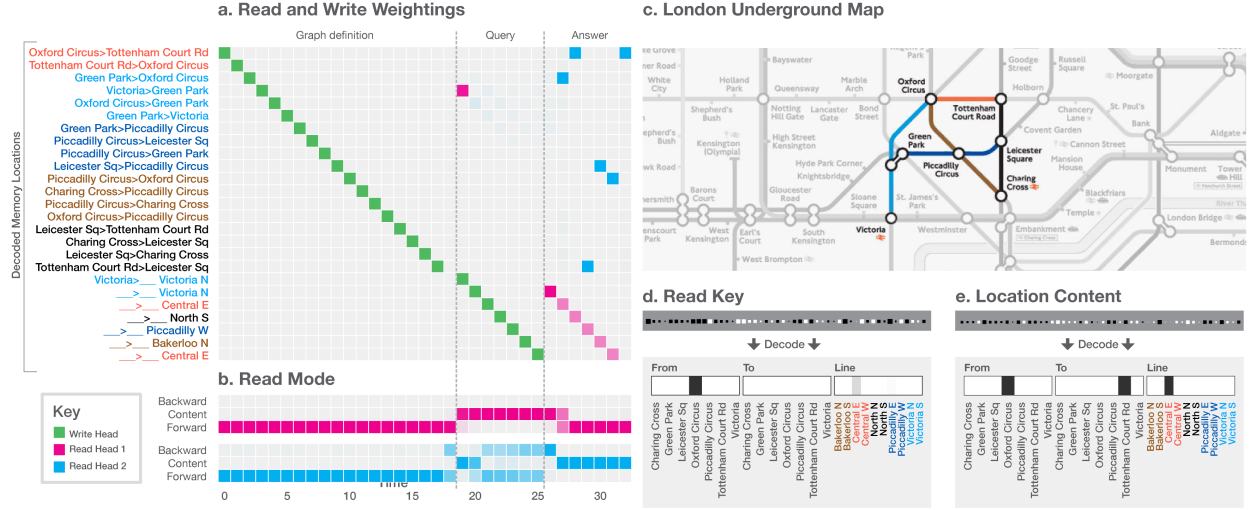 a. Read and Write Weightings
Graph definition
Query
Answer
Decoded Memory Locations
Oxford Circus>Tottenham Court Rd
Tottenham Court Rd>Oxford Circus
Green Park>Oxford Circus
Victoria>Green Park
Oxford Circus>Green Park
Green Park>Victoria
Green Park>Piccadilly Circus
Piccadilly Circus>Leicester Sq
Piccadilly Circus>Green Park
Leicester Sq>Piccadilly Circus
Piccadilly Circus>Oxford Circus
Charing Cross>Piccadilly Circus
Piccadilly Circus>Charing Cross
Oxford Circus>Piccadilly Circus
Leicester Sq>Tottenham Court Rd
Charing Cross>Leicester Sq
Leicester Sq>Charing Cross
Tottenham Court Rd>Leicester Sq
Victoria>___ Victoria N
___>___ Victoria N
___>___ Central E
___>___ North S
___>___ Piccadilly W
___>___ Bakerloo N
___>___ Central E
b. Read Mode
Backward
Content
Forward
Backward
Content
Forward
0 5 10 15 20 25 30
Time
Key
Write Head
Read Head 1
Read Head 2
c. London Underground Map
White
City
Holland
Park
Bayswater
Queensway
Notting
Hill Gate
Lancaster
Gate
Marble
Arch
Bond
Street
Regent's
Park
Oxford
Circus
Goodge
Street
Tottenham
Court Road
Russell
Square
Holborn
Moorgate
Chancery
Lane
St. Paul's
Bank
Aldgate
Shepherd's
Bush
Kensington
(Olympia)
High Street
Kensington
Hyde Park Corner
Knightsbridge
Green
Park
Piccadilly
Circus
Covent Garden
Leicester
Square
Cannon Street
Mansion
House
Monument
Tower
Hill
Fenchurch Street
Charing
Cross
Blackfriars
Temple
River Th
Barons
Court
Gloucester
Road
Sloane
Square
St. James's
Park
Victoria
Westminster
Embankment
Charing Cross
London Bridge
Bermonds
West
Kensington
Earl's
Court
South
Kensington
West Brompton
d. Read Key
Decode
From
To
Line
Charing Cross
Green Park
Leicester Sq
Oxford Circus
Piccadilly Circus
Tottenham Court Rd
Victoria
Charing Cross
Green Park
Leicester Sq
Oxford Circus
Piccadilly Circus
Tottenham Court Rd
Victoria
Bakerloo N
Bakerloo S
Central E
Central W
North N
North S
Piccadilly E
Piccadilly W
Victoria N
Victoria S
e. Location Content
Decode
From
To
Line
Charing Cross
Green Park
Leicester Sq
Oxford Circus
Piccadilly Circus
Tottenham Court Rd
Victoria
Charing Cross
Green Park
Leicester Sq
Oxford Circus
Piccadilly Circus
Tottenham Court Rd
Victoria
Bakerloo N
Bakerloo S
Central E
Central W
North N
North S
Piccadilly E
Piccadilly W
Victoria N
Victoria S